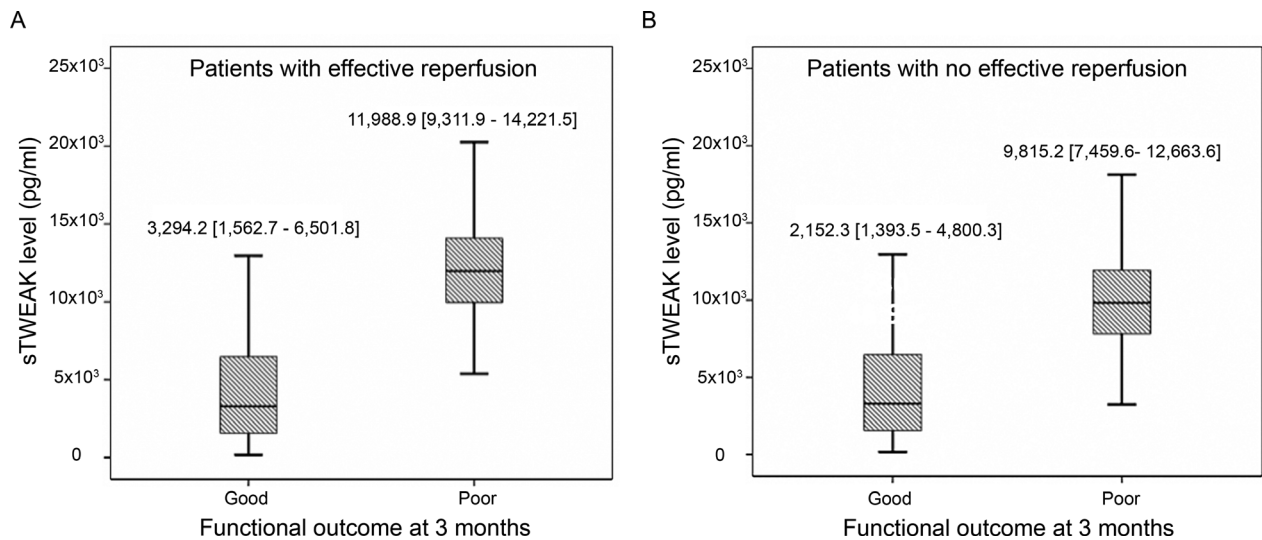 A
Patients with effective reperfusion
25x10³
20x10³
15x10³
10x10³
5x10³
0
sTWEAK level (pg/ml)
11,988.9 [9,311.9 - 14,221.5]
3,294.2 [1,562.7 - 6,501.8]
Good
Poor
Functional outcome at 3 months
B
Patients with no effective reperfusion
25x10³
20x10³
15x10³
10x10³
5x10³
0
sTWEAK level (pg/ml)
9,815.2 [7,459.6- 12,663.6]
2,152.3 [1,393.5 - 4,800.3]
Good
Poor
Functional outcome at 3 months